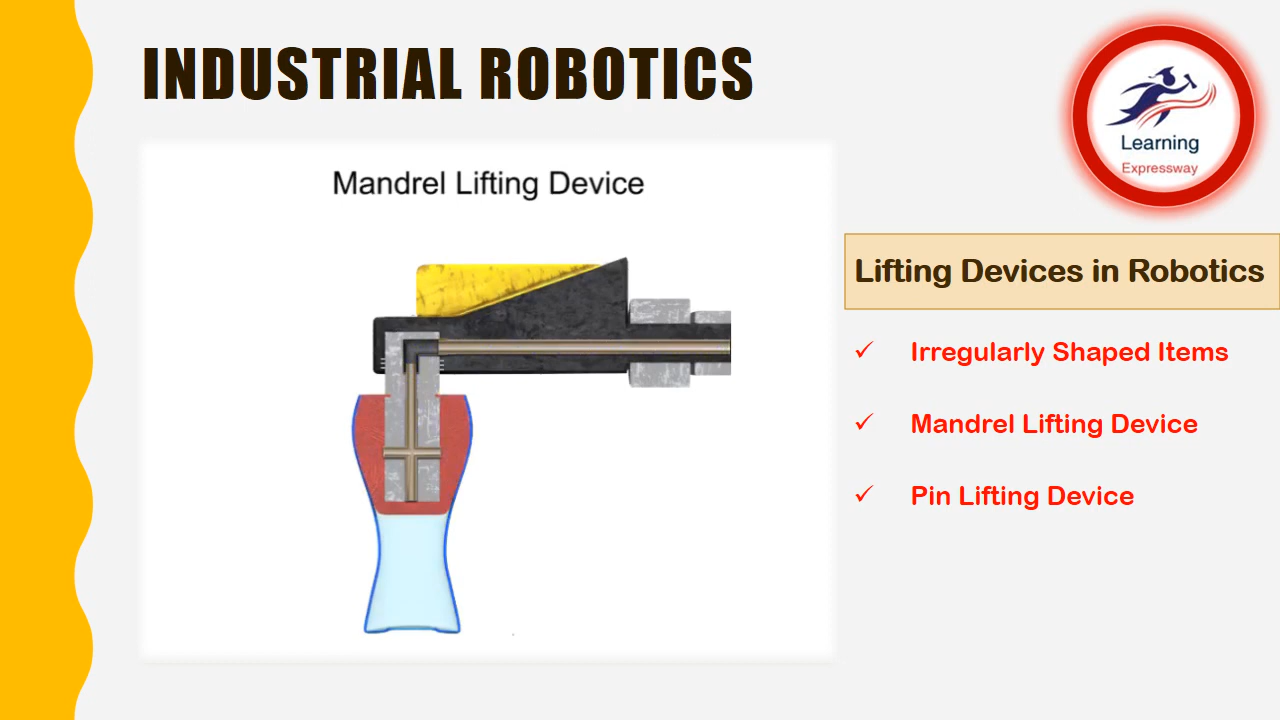 INDUSTRIAL ROBOTICS
Learning
Expressway
Mandrel Lifting Device
Lifting Devices in Robotics
✓ Irregularly Shaped Items
✓ Mandrel Lifting Device
✓ Pin Lifting Device